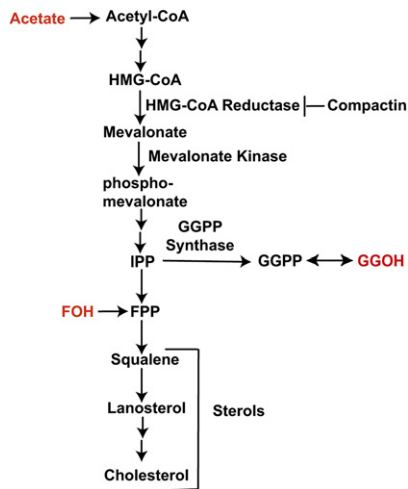 Acetate Acetyl-CoA
HMG-CoA
HMG-CoA Reductase Compactin
Mevalonate
Mevalonate Kinase
phospho-
mevalonate
GGPP
Synthase
IPP GGPP GGOH
FOH FPP
Squalene
Lanosterol Sterols
Cholesterol